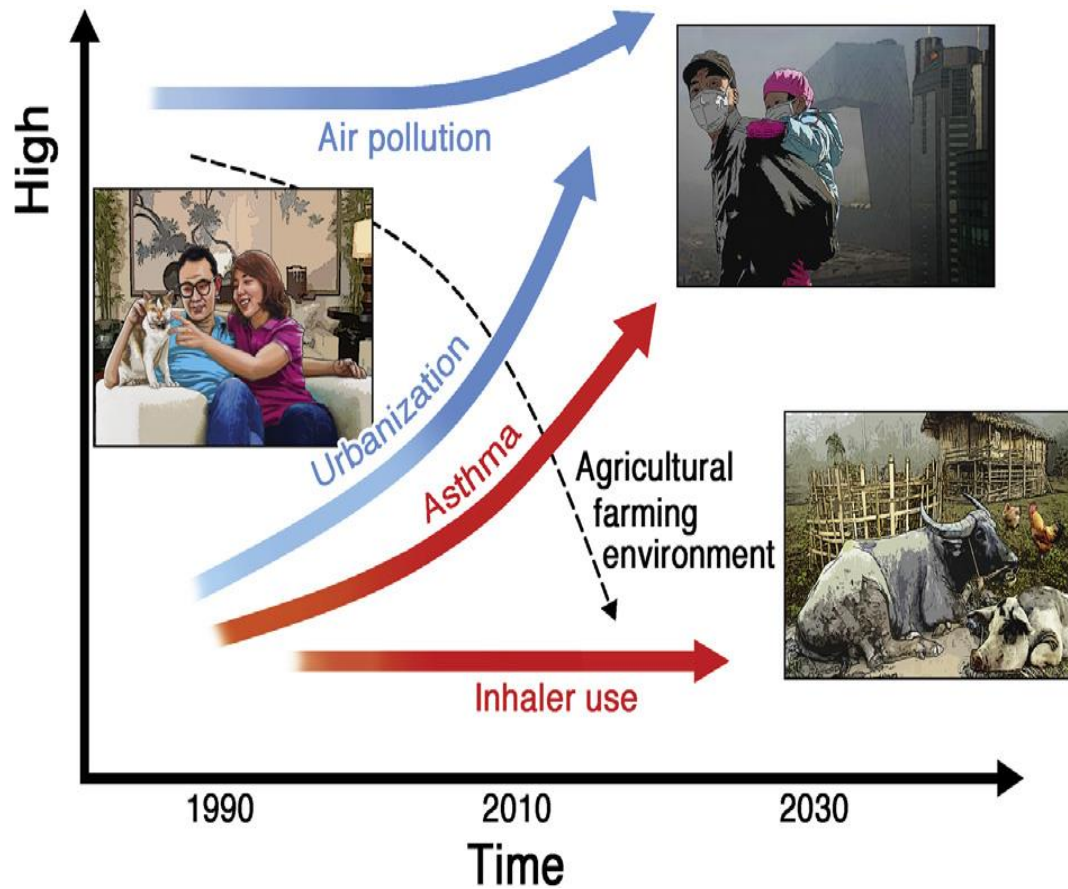 High
Air pollution
Urbanization
Asthma
Agricultural
farming
environment
Inhaler use
1990
2010
2030
Time